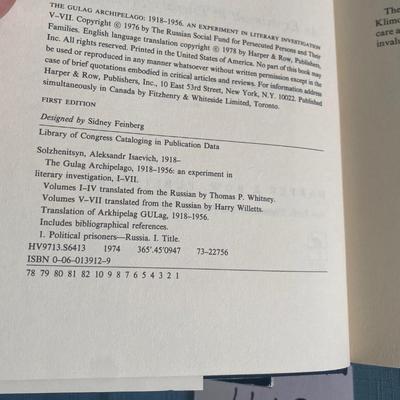 THE GULAG ARCHIPELAGO: 1918–1956. AN EXPERIMENT IN LITERARY INVESTIGATION
V–VII. Copyright © 1976 by The Russian Social Fund for Persecuted Persons and Their
Families. English language translation copyright © 1978 by Harper & Row, Publishers,
Inc. All rights reserved. Printed in the United States of America. No part of this book may
be used or reproduced in any manner whatsoever without written permission except in the
case of brief quotations embodied in critical articles and reviews. For information address
Harper & Row, Publishers, Inc., 10 East 53rd Street, New York, N.Y. 10022. Published
simultaneously in Canada by Fitzhenry & Whiteside Limited, Toronto.
FIRST EDITION
Designed by Sidney Feinberg
Library of Congress Cataloging in Publication Data
Solzhenitsyn, Aleksandr Isaevich, 1918–
The Gulag Archipelago, 1918–1956: an experiment in
literary investigation, I–VII.
Volumes I–IV translated from the Russian by Thomas P. Whitney.
Volumes V–VII translated from the Russian by Harry Willetts.
Translation of Arkhipelag GULag, 1918–1956.
Includes bibliographical references.
1. Political prisoners—Russia. I. Title.
HV9713.S6413 1974 365'.45'0947 73–22756
ISBN 0–06–013912–9
78 79 80 81 82 10 9 8 7 6 5 4 3 2 1
The
Klimo
care a
inval